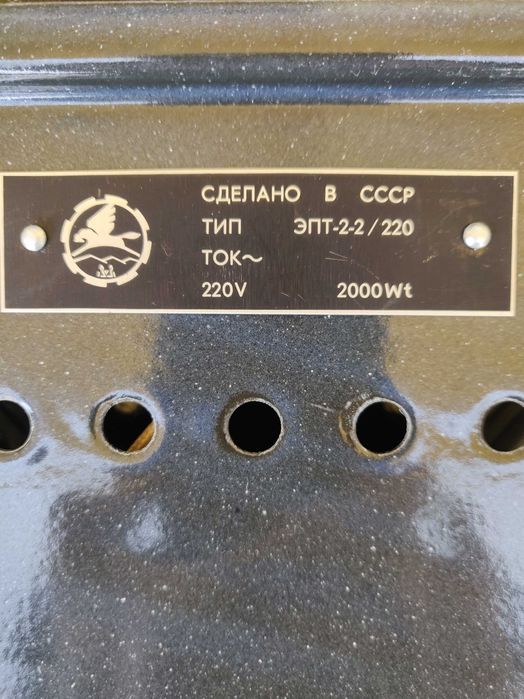 СДЕЛАНО В СССР
ТИП ЭПТ-2-2/220
ТОК~
220V 2000Wt